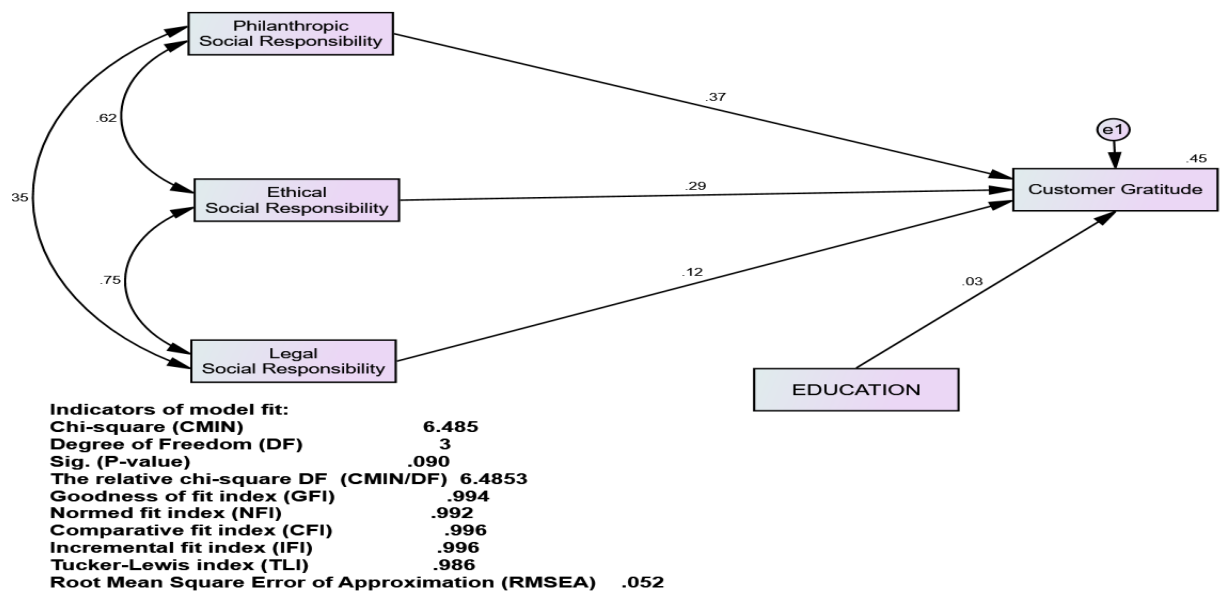 Philanthropic
Social Responsibility
.37
.62
e1
.45
35
Ethical
Social Responsibility
.29
Customer Gratitude
.75
.12
.03
Legal
Social Responsibility
EDUCATION
Indicators of model fit:
Chi-square (CMIN) 6.485
Degree of Freedom (DF) 3
Sig. (P-value) .090
The relative chi-square DF (CMIN/DF) 6.4853
Goodness of fit index (GFI) .994
Normed fit index (NFI) .992
Comparative fit index (CFI) .996
Incremental fit index (IFI) .996
Tucker-Lewis index (TLI) .986
Root Mean Square Error of Approximation (RMSEA) .052